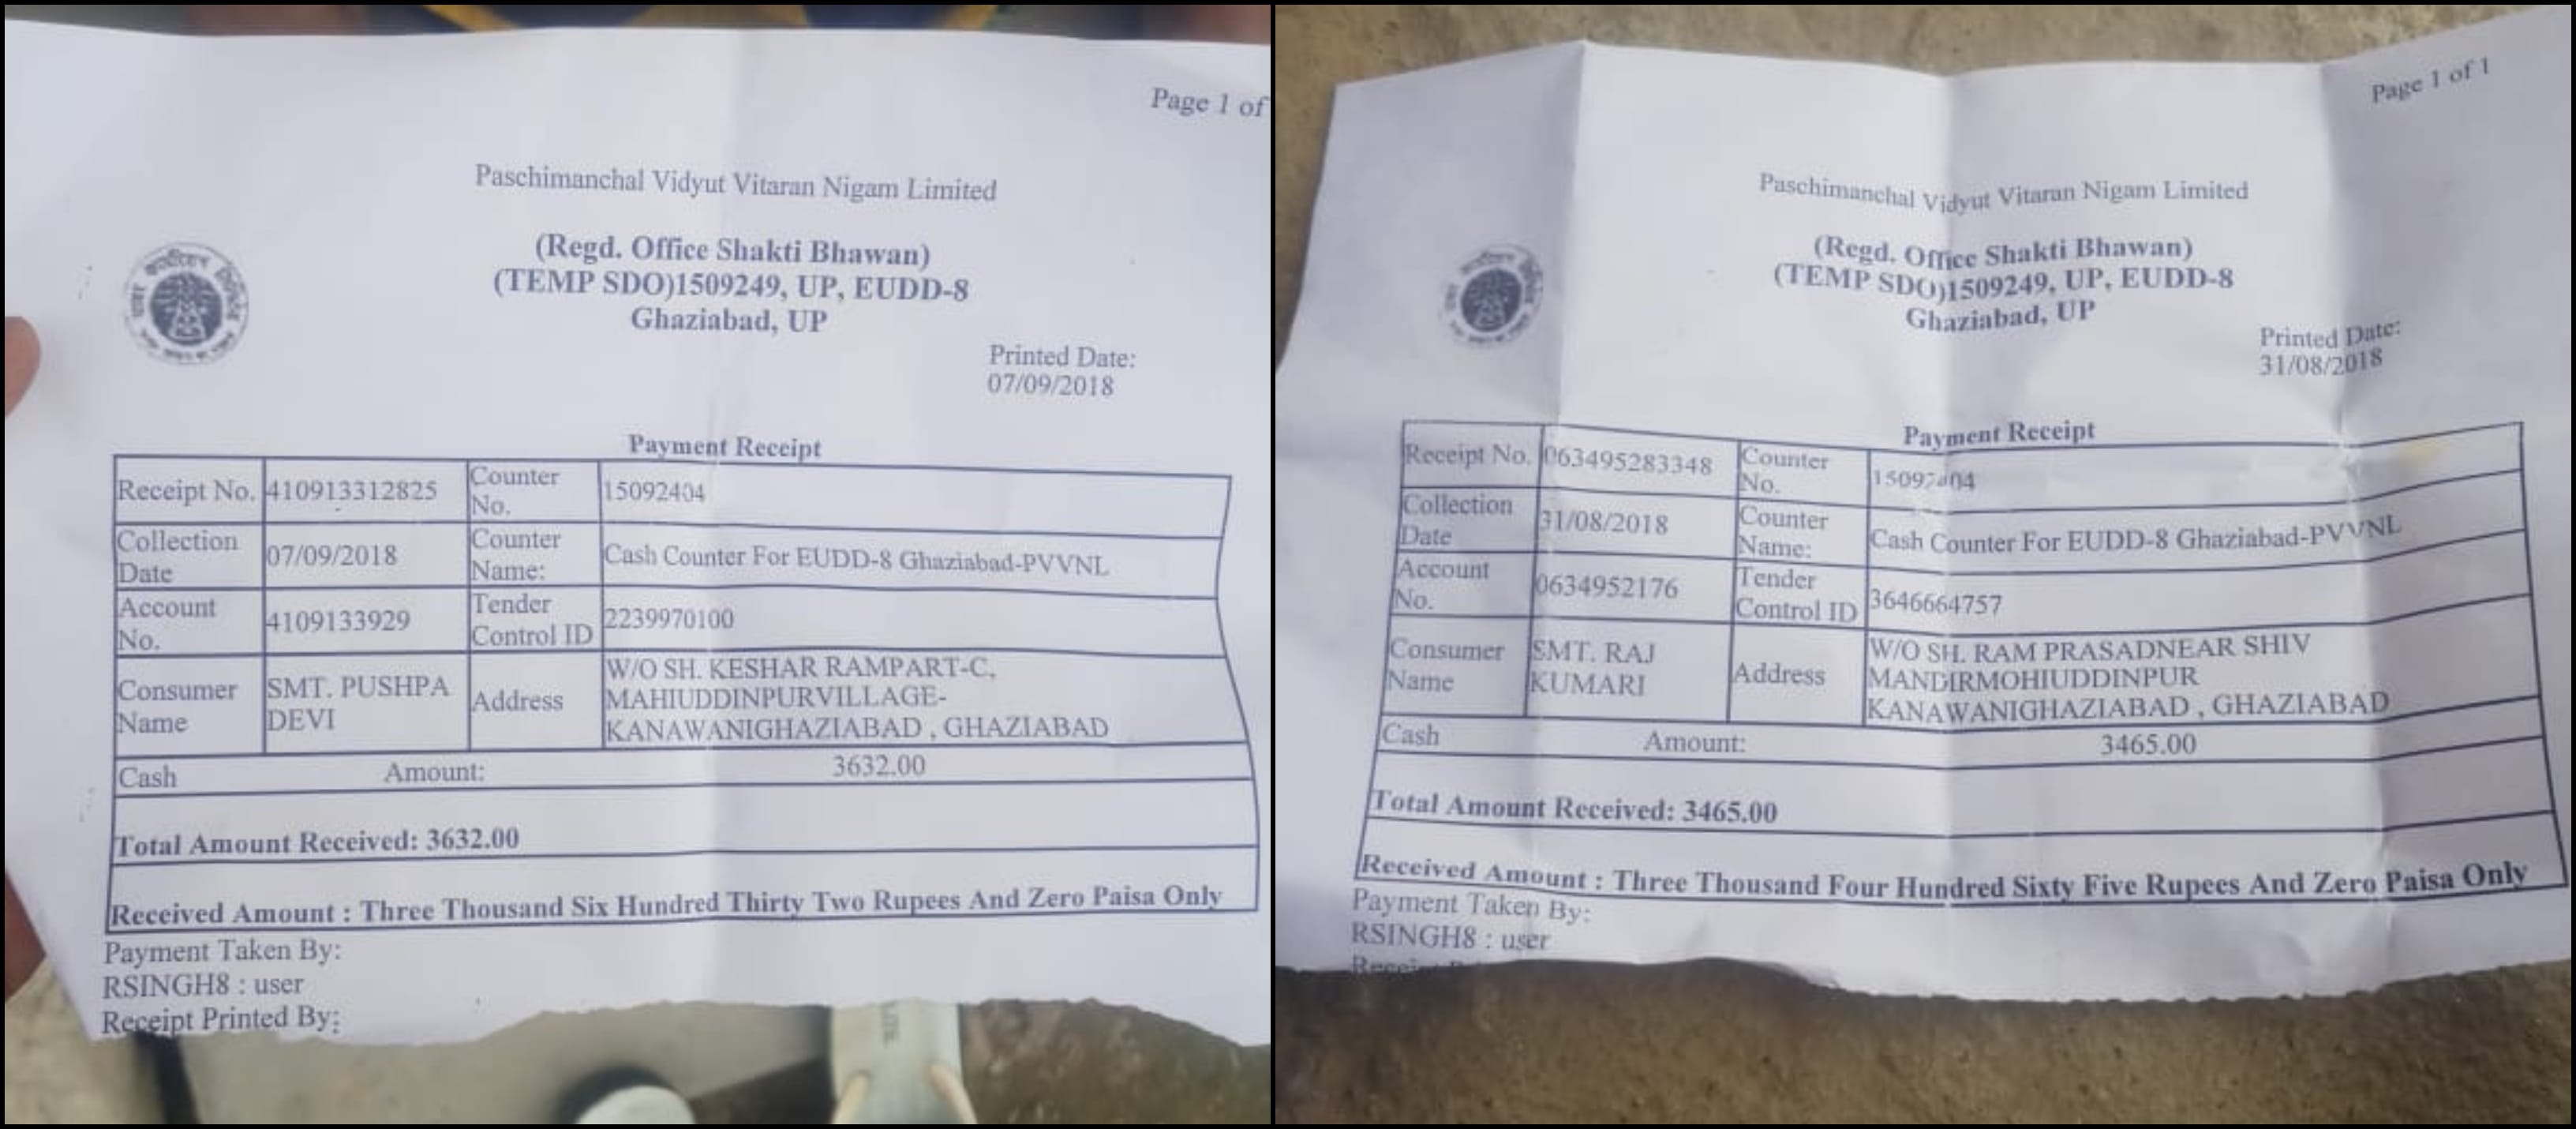 Page 1 of
Paschimanchal Vidyut Vitaran Nigam Limited
(Regd. Office Shakti Bhawan)
(TEMP SDO)1509249, UP, EUDD-8
Ghaziabad, UP
Printed Date:
07/09/2018
Payment Receipt
Receipt No. 410913312825 Counter No. 15092404
Collection Date 07/09/2018 Counter Name: Cash Counter For EUDD-8 Ghaziabad-PVVNL
Account No. 4109133929 Tender Control ID 2239970100
Consumer Name SMT. PUSHPA DEVI Address W/O SH. KESHAR RAMPART-C,
MAHIUDDINPURVILLAGE-
KANAWANIGHAZIABAD , GHAZIABAD
Cash Amount: 3632.00
Total Amount Received: 3632.00
Received Amount : Three Thousand Six Hundred Thirty Two Rupees And Zero Paisa Only
Payment Taken By:
RSINGH8 : user
Receipt Printed By:
Page 1 of 1
Paschimanchal Vidyut Vitaran Nigam Limited
(Regd. Office Shakti Bhawan)
(TEMP SDO)1509249, UP, EUDD-8
Ghaziabad, UP
Printed Date:
31/08/2018
Payment Receipt
Receipt No. 063495283348 Counter No.
Collection Date 31/08/2018 Counter Name: Cash Counter For EUDD-8 Ghaziabad-PVVNL
Account No. 0634952176 Tender Control ID 3646664757
Consumer Name SMT. RAJ KUMARI Address W/O SH. RAM PRASADNEAR SHIV
MANDIRMOHIUDDINPUR
KANAWANIGHAZIABAD , GHAZIABAD
Cash Amount: 3465.00
Total Amount Received: 3465.00
Received Amount : Three Thousand Four Hundred Sixty Five Rupees And Zero Paisa Only
Payment Taken By:
RSINGH8 : user